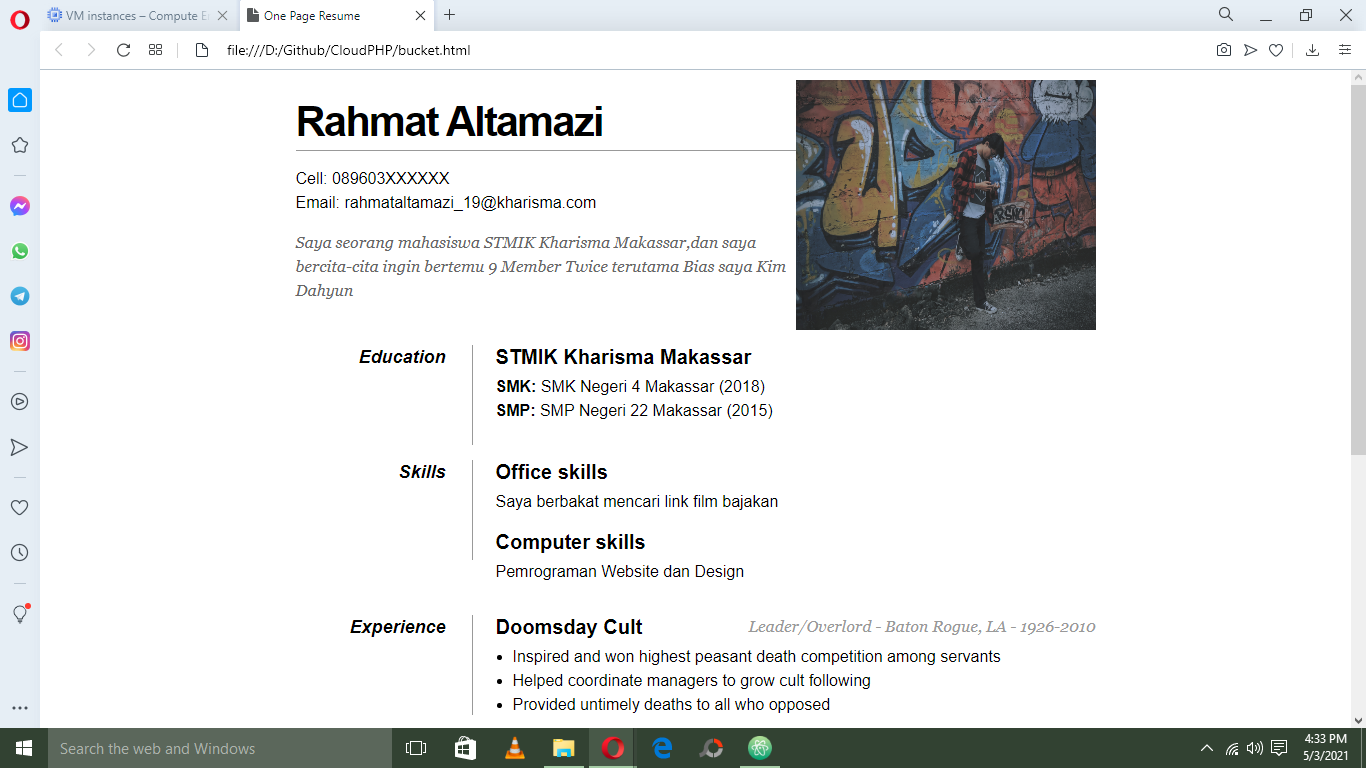 VM instances – Compute E
One Page Resume
file:///D:/Github/CloudPHP/bucket.html
Rahmat Altamazi
Cell: 089603XXXXXX
Email: rahmataltamazi_19@kharisma.com
Saya seorang mahasiswa STMIK Kharisma Makassar,dan saya
bercita-cita ingin bertemu 9 Member Twice terutama Bias saya Kim
Dahyun
Education
STMIK Kharisma Makassar
SMK: SMK Negeri 4 Makassar (2018)
SMP: SMP Negeri 22 Makassar (2015)
Skills
Office skills
Saya berbakat mencari link film bajakan
Computer skills
Pemrograman Website dan Design
Experience
Doomsday Cult Leader/Overlord - Baton Rogue, LA - 1926-2010
• Inspired and won highest peasant death competition among servants
• Helped coordinate managers to grow cult following
• Provided untimely deaths to all who opposed
Search the web and Windows
4:33 PM
5/3/2021